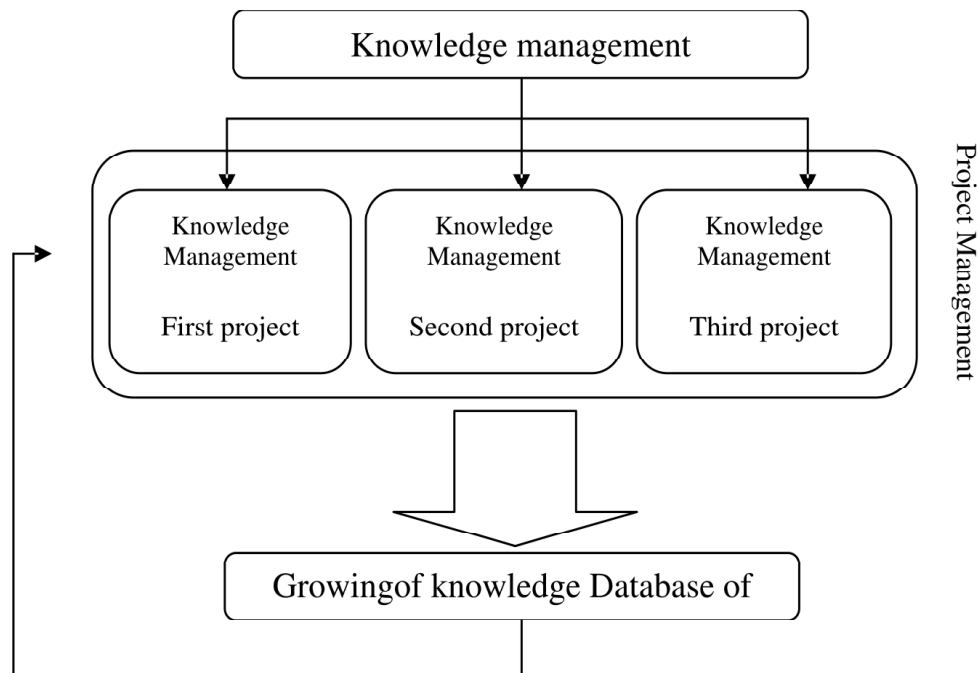 Knowledge management
Project Management
Knowledge
Management
First project
Knowledge
Management
Second project
Knowledge
Management
Third project
Growingof knowledge Database of